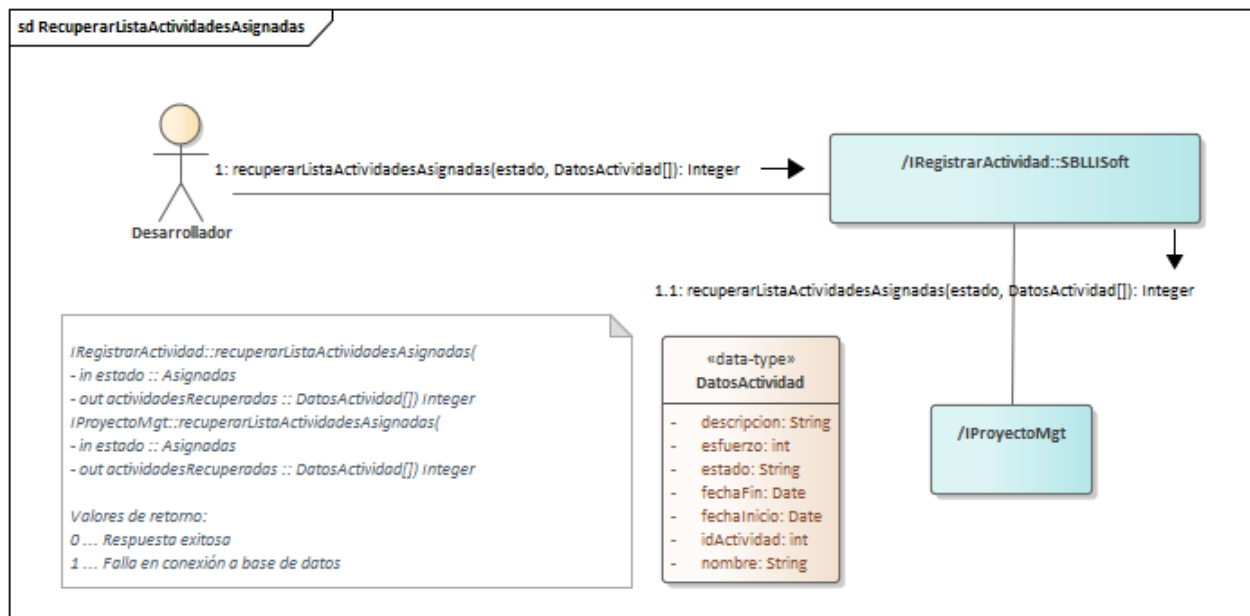 sd RecuperarListaActividadesAsignadas
1: recuperarListaActividadesAsignadas(estado, DatosActividad[]): Integer
/IRegistrarActividad::SBLLISoft
Desarrollador
1.1: recuperarListaActividadesAsignadas(estado, DatosActividad[]): Integer
IRegistrarActividad::recuperarListaActividadesAsignadas(
- in estado :: Asignadas
- out actividadesRecuperadas :: DatosActividad[]) Integer
IProyectoMgt::recuperarListaActividadesAsignadas(
- in estado :: Asignadas
- out actividadesRecuperadas :: DatosActividad[]) Integer
Valores de retorno:
0 ... Respuesta exitosa
1 ... Falla en conexión a base de datos
«data-type»
DatosActividad
- descripcion: String
- esfuerzo: int
- estado: String
- fechaFin: Date
- fechaInicio: Date
- idActividad: int
- nombre: String
/IProyectoMgt